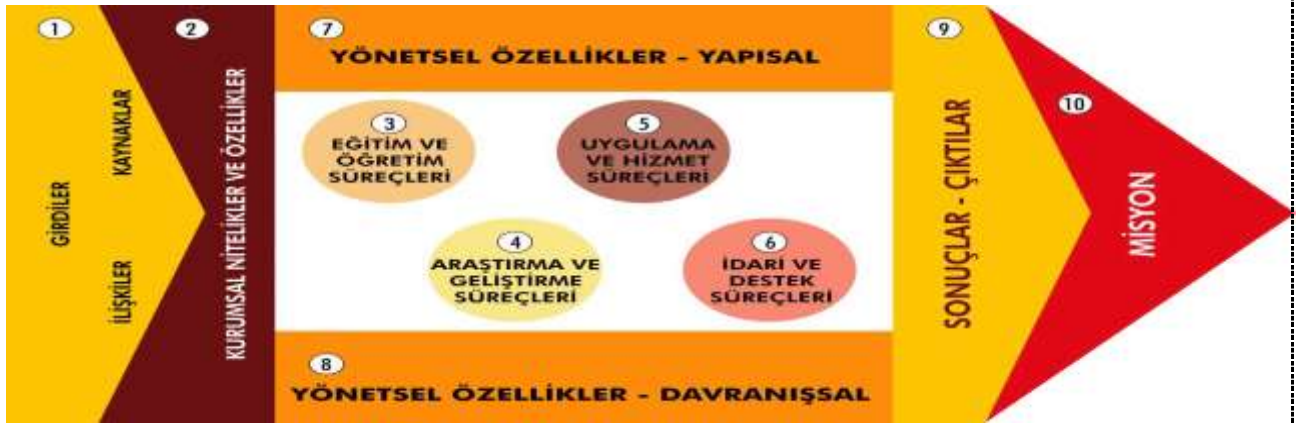 1
GİRDİLER
KAYNAKLAR
İLİŞKİLER
2
KURUMSAL NİTELİKLER VE ÖZELLİKLER
7
YÖNETSEL ÖZELLİKLER - YAPISAL
3
EĞİTİM VE
ÖĞRETİM
SÜREÇLERİ
5
UYGULAMA
VE HİZMET
SÜREÇLERİ
4
ARAŞTIRMA VE
GELİŞTİRME
SÜREÇLERİ
6
İDARİ VE
DESTEK
SÜREÇLERİ
8
YÖNETSEL ÖZELLİKLER - DAVRANIŞSAL
9
SONUÇLAR - ÇIKTILAR
10
MİSYON